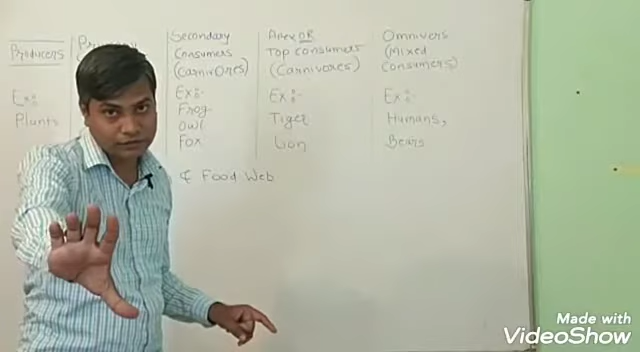 PRODUCERS
Ex:-
Plants
Secondary
Consumers
(CarnivOres)
Ex:-
Frog
Owl
Fox
Apex OR
Top Consumers
(Carnivores)
Ex:-
Tiger
Lion
Omnivers
(Mixed
Consumers)
Ex:-
Humans,
Bears
& Food Web
Made with
VideoShow